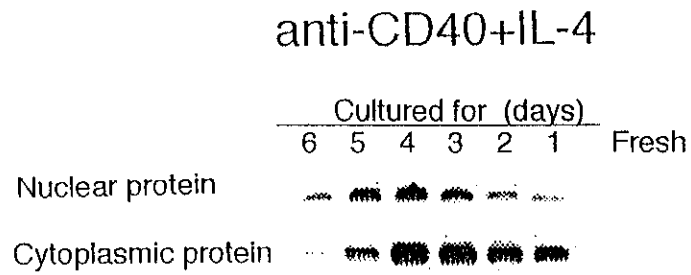 anti-CD40+IL-4
Cultured for (days)
6 5 4 3 2 1 Fresh
Nuclear protein
Cytoplasmic protein